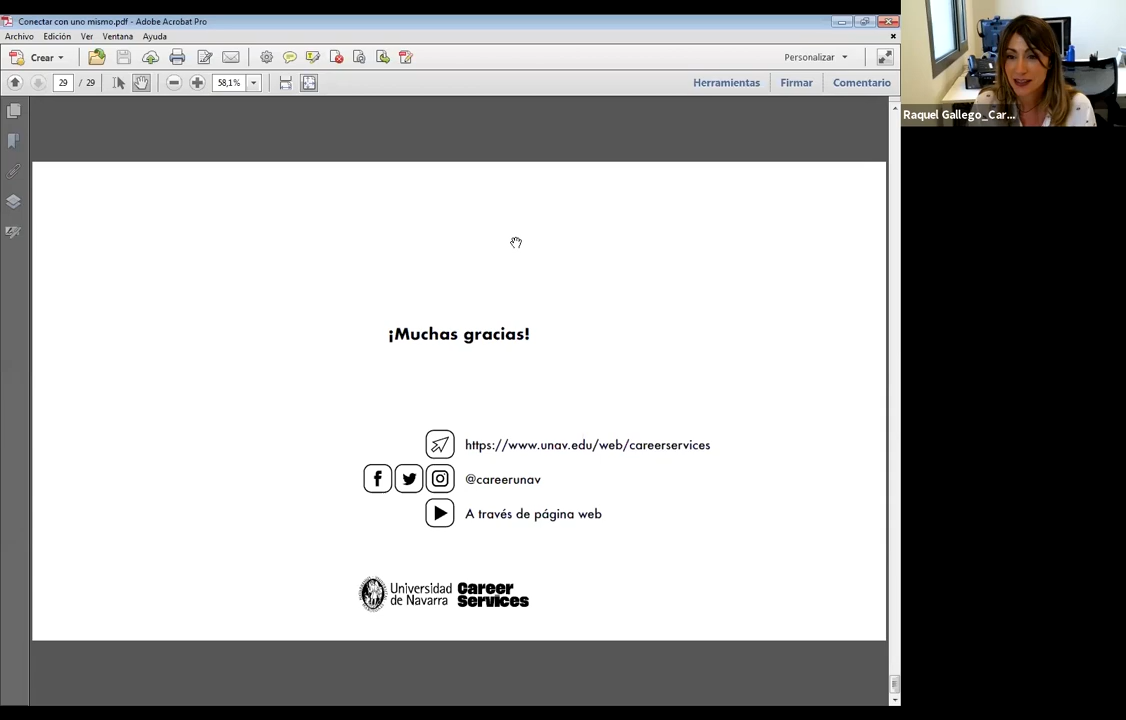 Conectar con uno mismo.pdf - Adobe Acrobat Pro
Archivo Edición Ver Ventana Ayuda
Crear
Personalizar
29 / 29
58,1%
Herramientas Firmar Comentario
Raquel Gallego_Car...
¡Muchas gracias!
https://www.unav.edu/web/careerservices
@careerunav
A través de página web
Universidad de Navarra
Career Services